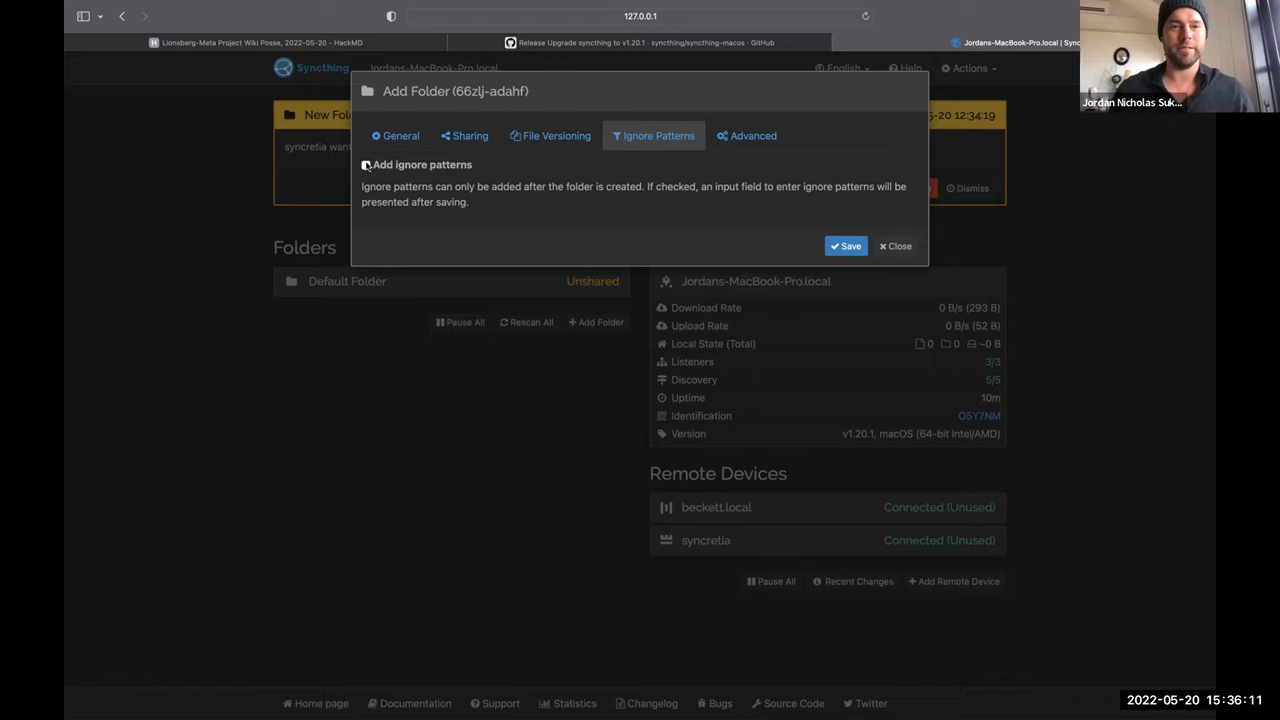 127.0.0.1
Lionsberg-Meta Project Wiki Posse, 2022-05-20 - HackMD
Release Upgrade syncthing to v1.20.1 · syncthing/syncthing-macos · GitHub
Jordans-MacBook-Pro.local | Sync
Jordan Nicholas Suk...
Syncthing
Jordans-MacBook-Pro.local
English
Help
Actions
Add Folder (66zlj-adahf)
New Fol
05-20 12:34:19
syncretia want
General
Sharing
File Versioning
Ignore Patterns
Advanced
Add ignore patterns
Ignore patterns can only be added after the folder is created. If checked, an input field to enter ignore patterns will be
presented after saving.
Dismiss
Save
Close
Folders
Default Folder
Unshared
Pause All
Rescan All
Add Folder
Jordans-MacBook-Pro.local
Download Rate
0 B/s (293 B)
Upload Rate
0 B/s (52 B)
Local State (Total)
0 0 ~0 B
Listeners
3/3
Discovery
5/5
Uptime
10m
Identification
O5Y7NM
Version
v1.20.1, macOS (64-bit Intel/AMD)
Remote Devices
beckett.local
Connected (Unused)
syncretia
Connected (Unused)
Pause All
Recent Changes
Add Remote Device
Home page
Documentation
Support
Statistics
Changelog
Bugs
Source Code
Twitter
2022-05-20 15:36:11